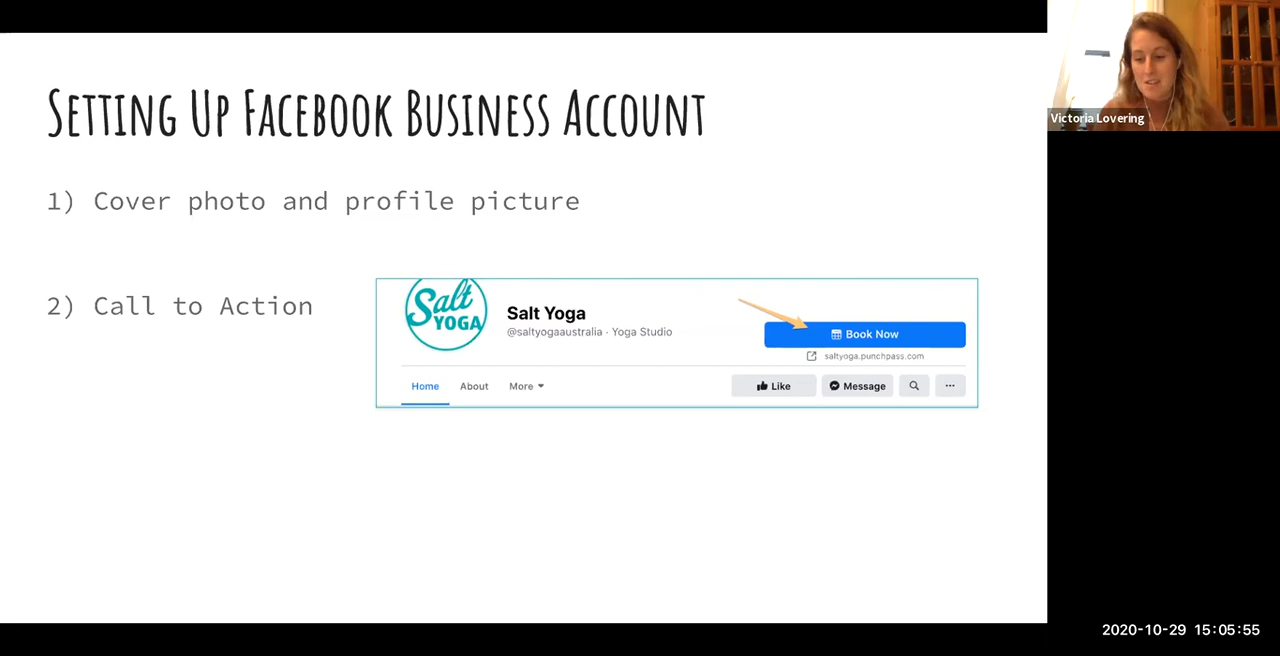 SETTING UP FACEBOOK BUSINESS ACCOUNT
Victoria Lovering
1) Cover photo and profile picture
2) Call to Action
Salt
YOGA
Salt Yoga
@saltyogaaustralia · Yoga Studio
Book Now
saltyoga.punchpass.com
Home About More
Like Message ...
2020-10-29 15:05:55